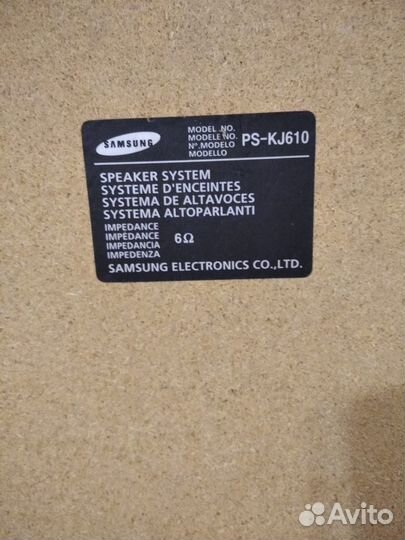 SAMSUNG
MODEL NO.
MODELE NO.
N°.MODELO
MODELLO
PS-KJ610
SPEAKER SYSTEM
SYSTEME D'ENCEINTES
SYSTEMA DE ALTAVOCES
SYSTEMA ALTOPARLANTI
IMPEDANCE
IMPEDANCE
IMPEDANCIA
IMPEDENZA
6Ω
SAMSUNG ELECTRONICS CO.,LTD.
Avito